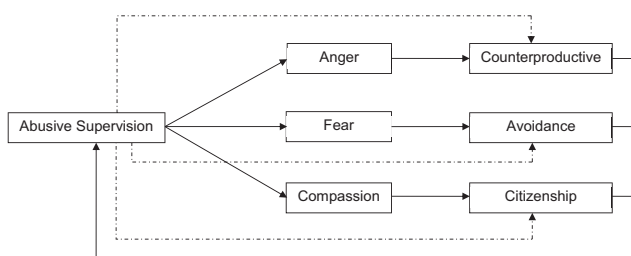 Anger
Counterproductive
Abusive Supervision
Fear
Avoidance
Compassion
Citizenship